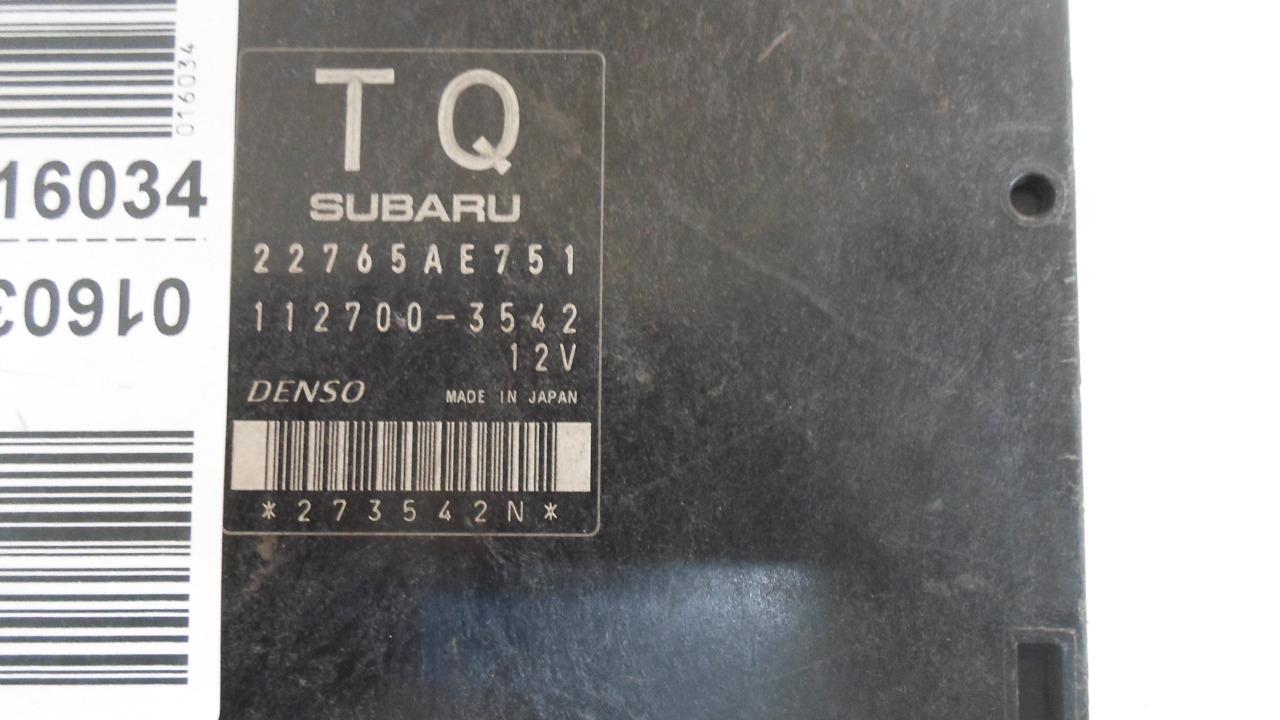 016034
16034
01603
TQ
SUBARU
22765AE751
112700-3542
12V
DENSO MADE IN JAPAN
*273542N*